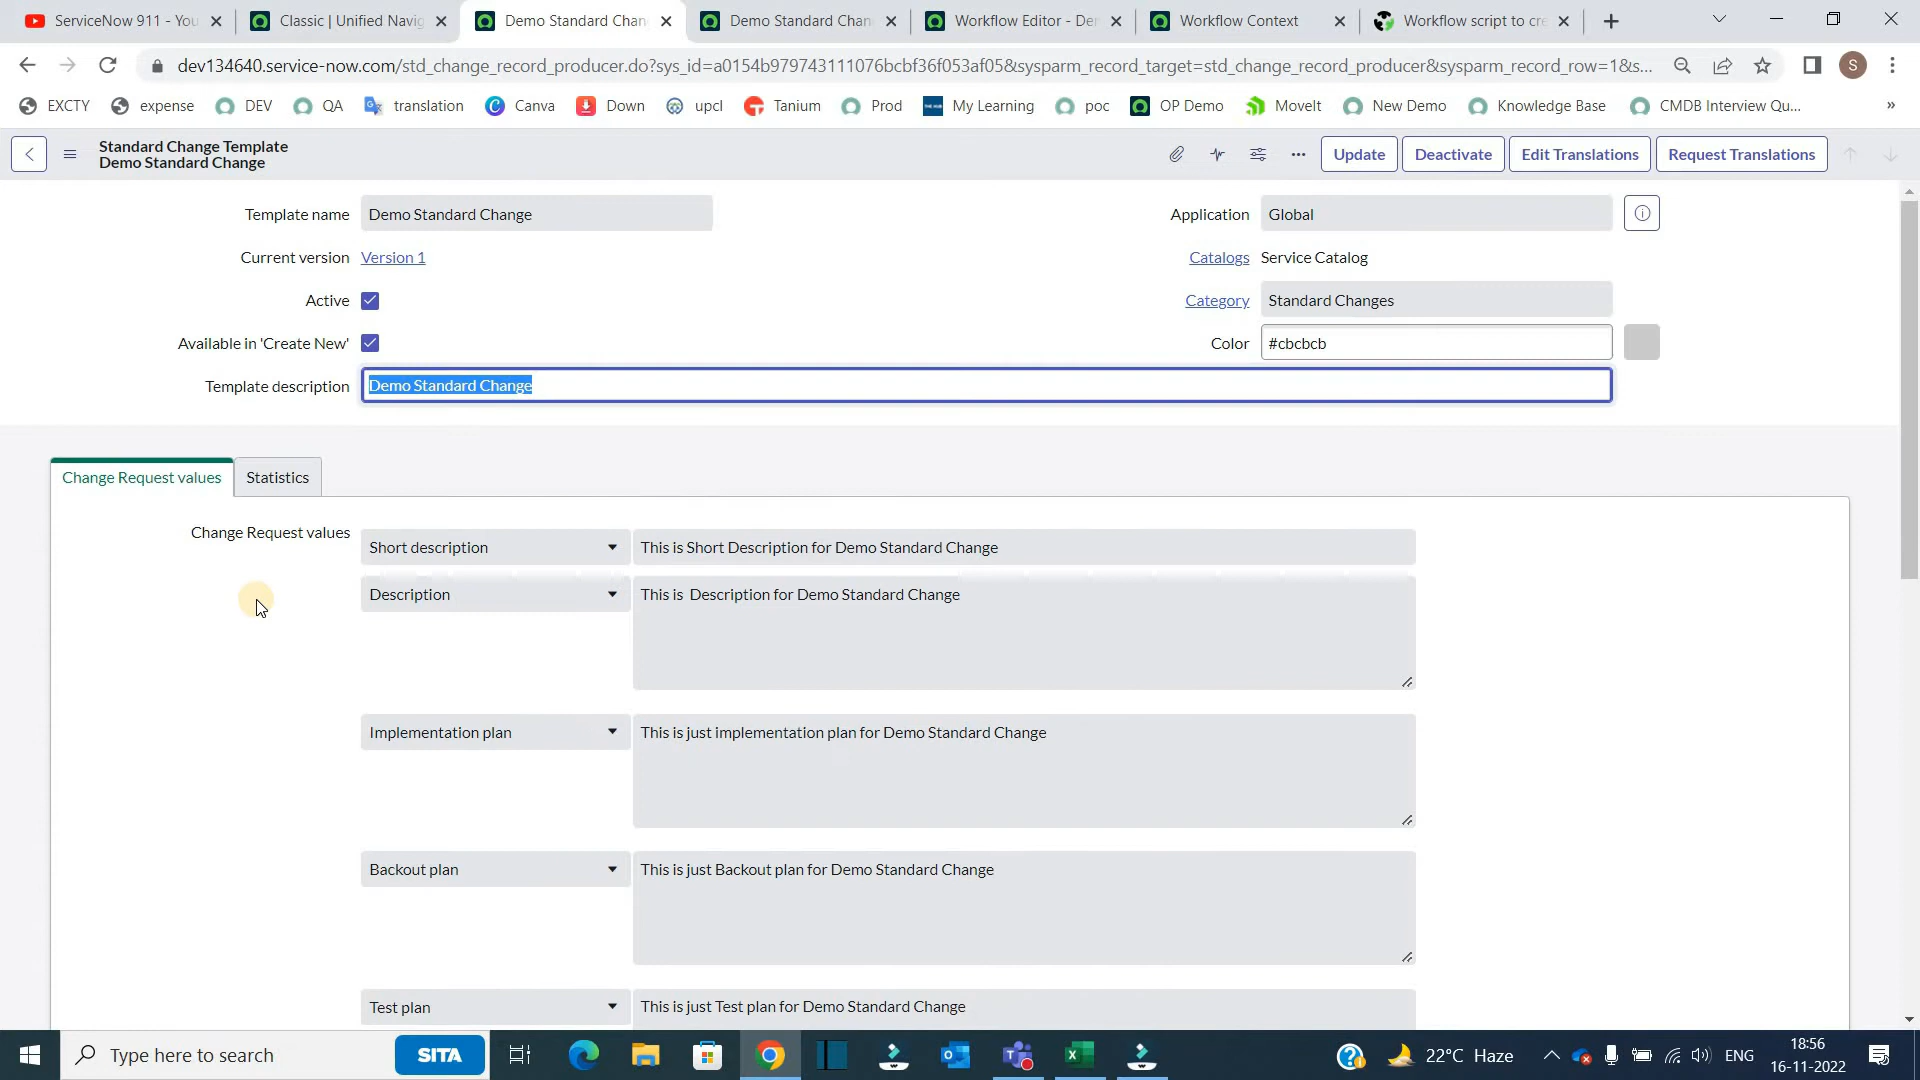 ServiceNow 911 - You
Classic | Unified Navig
Demo Standard Chan
Demo Standard Chan
Workflow Editor - De
Workflow Context
Workflow script to cre
dev134640.service-now.com/std_change_record_producer.do?sys_id=a0154b979743111076bcbf36f053af05&sysparm_record_target=std_change_record_producer&sysparm_record_row=1&s...
S
EXCTY
expense
DEV
QA
translation
Canva
Down
upcl
Tanium
Prod
My Learning
poc
OP Demo
MoveIt
New Demo
Knowledge Base
CMDB Interview Qu...
»
Standard Change Template
Demo Standard Change
Update
Deactivate
Edit Translations
Request Translations
Template name
Demo Standard Change
Application
Global
Current version
Version 1
Catalogs
Service Catalog
Active
Category
Standard Changes
Available in 'Create New'
Color
#cbcbcb
Template description
Demo Standard Change
Change Request values
Statistics
Change Request values
Short description
This is Short Description for Demo Standard Change
Description
This is  Description for Demo Standard Change
Implementation plan
This is just implementation plan for Demo Standard Change
Backout plan
This is just Backout plan for Demo Standard Change
Test plan
This is just Test plan for Demo Standard Change
Type here to search
SITA
22°C Haze
ENG
18:56
16-11-2022